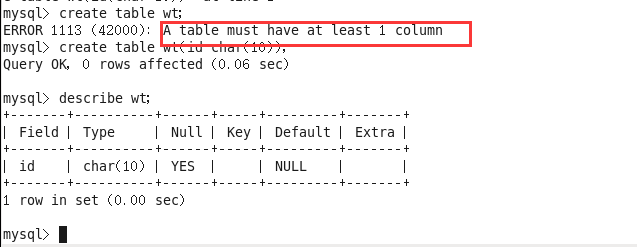 mysql> create table wt;
ERROR 1113 (42000): A table must have at least 1 column
mysql> create table wt(id char(10));
Query OK, 0 rows affected (0.06 sec)
mysql> describe wt;
+-------+----------+------+-----+---------+-------+
| Field | Type     | Null | Key | Default | Extra |
+-------+----------+------+-----+---------+-------+
| id    | char(10) | YES  |     | NULL    |       |
+-------+----------+------+-----+---------+-------+
1 row in set (0.00 sec)
mysql>